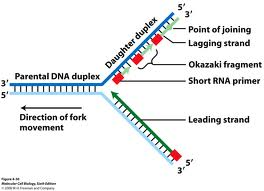 5'
3'
Point of joining
Lagging strand
Daughter duplex
Okazaki fragment
Short RNA primer
Parental DNA duplex
3'
5'
Direction of fork
movement
Leading strand
3'
5'
Figure 4-30
Molecular Cell Biology, Sixth Edition
© 2008 W. H. Freeman and Company